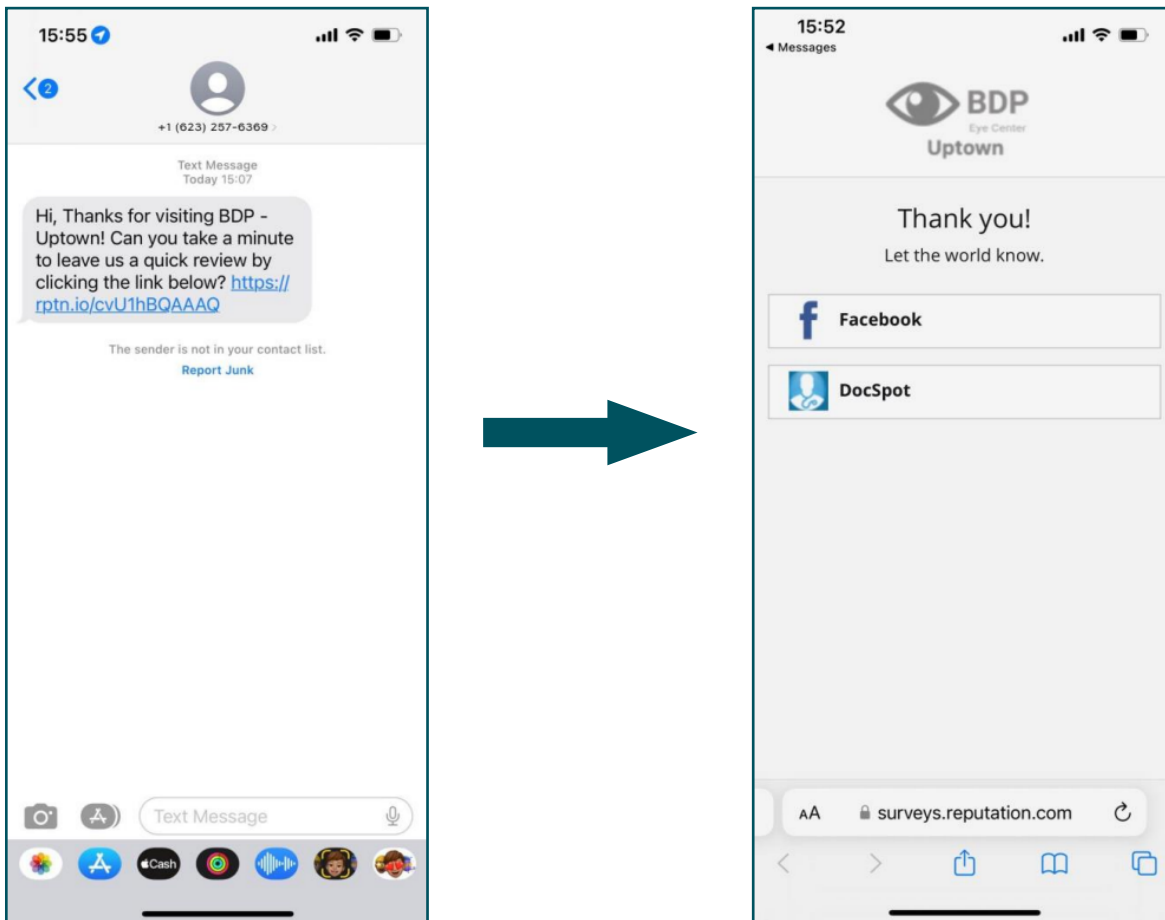 15:55
2
+1 (623) 257-6369
Text Message
Today 15:07
Hi, Thanks for visiting BDP -
Uptown! Can you take a minute
to leave us a quick review by
clicking the link below? https://
rptn.io/cvU1hBQAAAQ
The sender is not in your contact list.
Report Junk
Text Message
Cash
15:52
Messages
BDP
Eye Center
Uptown
Thank you!
Let the world know.
Facebook
DocSpot
AA surveys.reputation.com